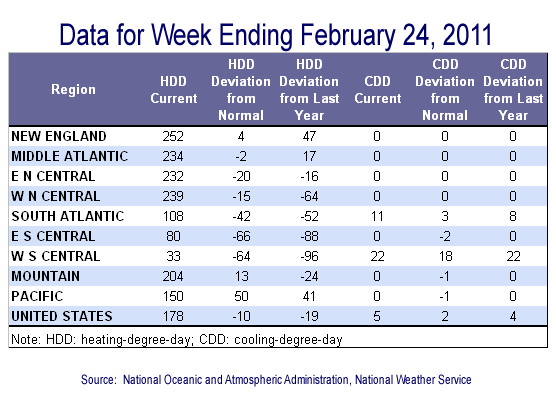 Data for Week Ending February 24, 2011
Region HDD Current HDD Deviation from Normal HDD Deviation from Last Year CDD Current CDD Deviation from Normal CDD Deviation from Last Year
NEW ENGLAND 252 4 47 0 0 0
MIDDLE ATLANTIC 234 -2 17 0 0 0
E N CENTRAL 232 -20 -16 0 0 0
W N CENTRAL 239 -15 -64 0 0 0
SOUTH ATLANTIC 108 -42 -52 11 3 8
E S CENTRAL 80 -66 -88 0 -2 0
W S CENTRAL 33 -64 -96 22 18 22
MOUNTAIN 204 13 -24 0 -1 0
PACIFIC 150 50 41 0 -1 0
UNITED STATES 178 -10 -19 5 2 4
Note: HDD: heating-degree-day; CDD: cooling-degree-day
Source: National Oceanic and Atmospheric Administration, National Weather Service